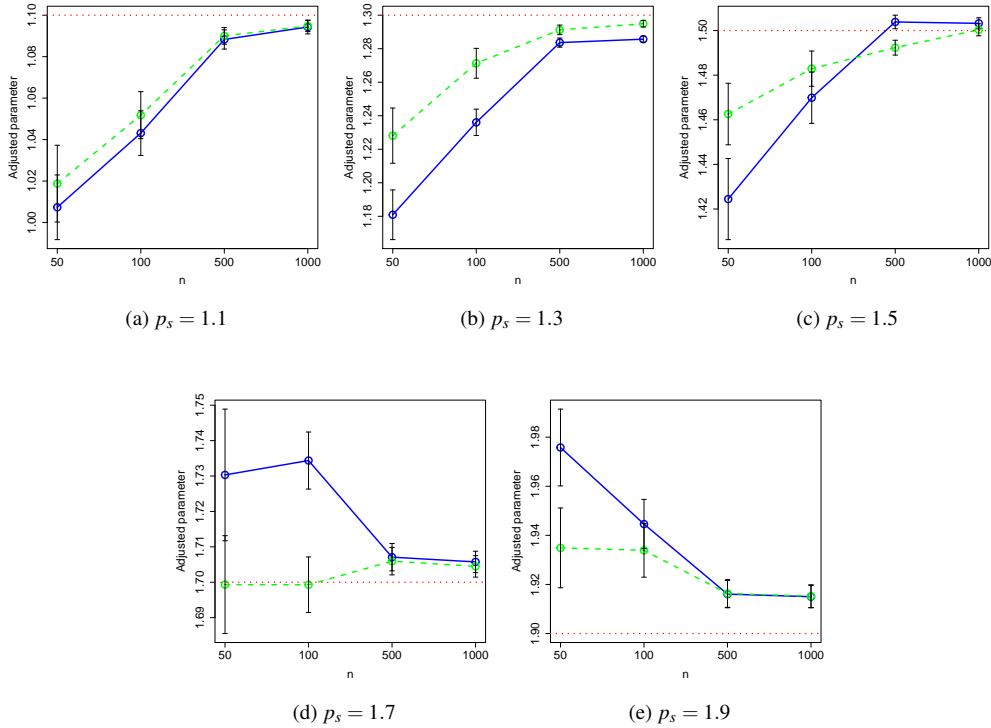 Adjusted parameter
1.00 1.02 1.04 1.06 1.08 1.10
50 100 500 1000
n
(a) p_s = 1.1
Adjusted parameter
1.18 1.20 1.22 1.24 1.26 1.28 1.30
50 100 500 1000
n
(b) p_s = 1.3
Adjusted parameter
1.42 1.44 1.46 1.48 1.50
50 100 500 1000
n
(c) p_s = 1.5
Adjusted parameter
1.69 1.70 1.71 1.72 1.73 1.74 1.75
50 100 500 1000
n
(d) p_s = 1.7
Adjusted parameter
1.90 1.92 1.94 1.96 1.98
50 100 500 1000
n
(e) p_s = 1.9